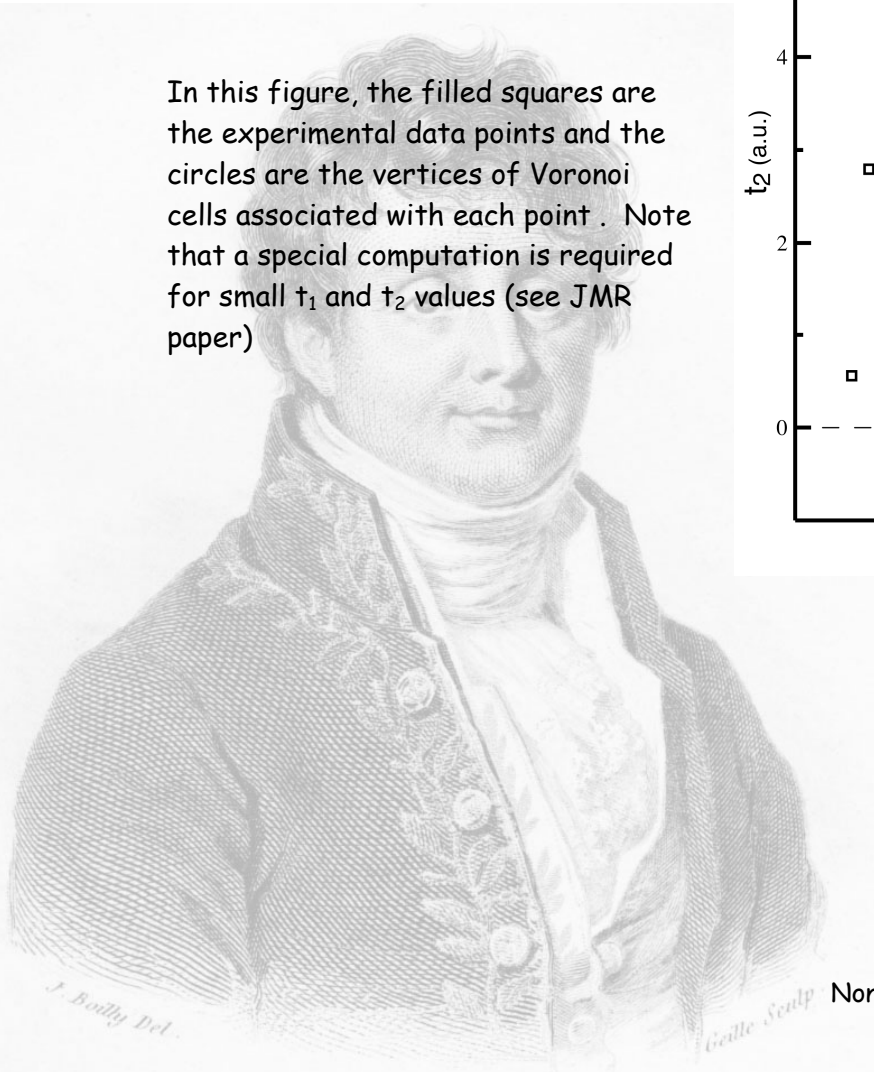 In this figure, the filled squares are
the experimental data points and the
circles are the vertices of Voronoi
cells associated with each point . Note
that a special computation is required
for small t₁ and t₂ values (see JMR
paper)
4
t₂ (a.u.)
2
0
J. Boilly Del.
Geille Sculp.
Nor